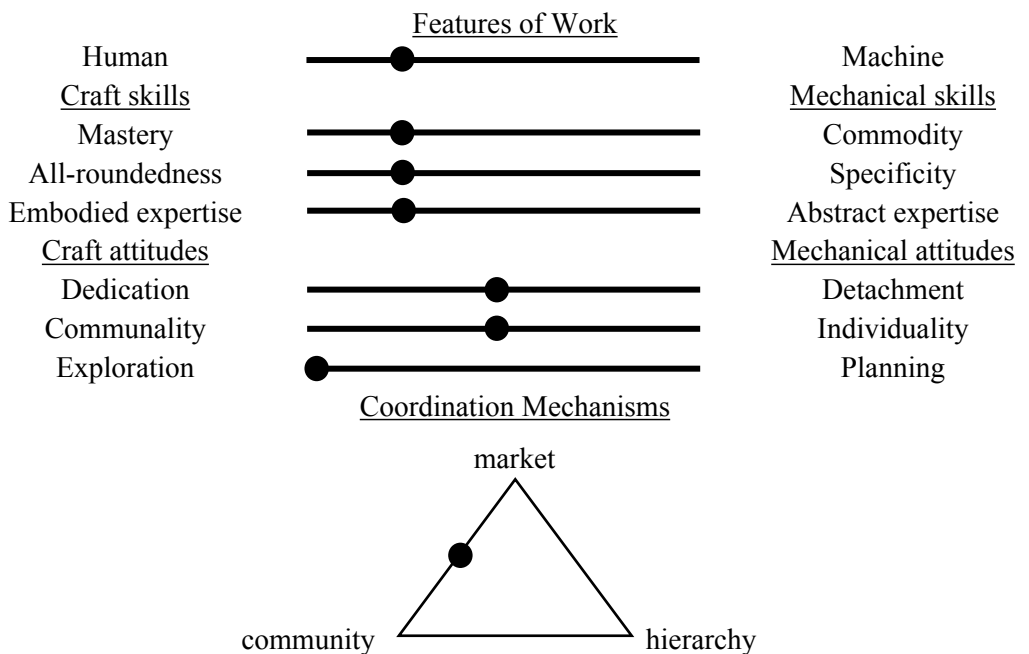 Features of Work
Human Machine
Craft skills Mechanical skills
Mastery Commodity
All-roundedness Specificity
Embodied expertise Abstract expertise
Craft attitudes Mechanical attitudes
Dedication Detachment
Communality Individuality
Exploration Planning
Coordination Mechanisms
market
community hierarchy